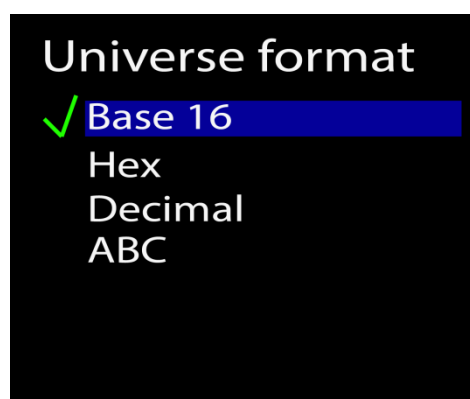 Universe format
Base 16
Hex
Decimal
ABC